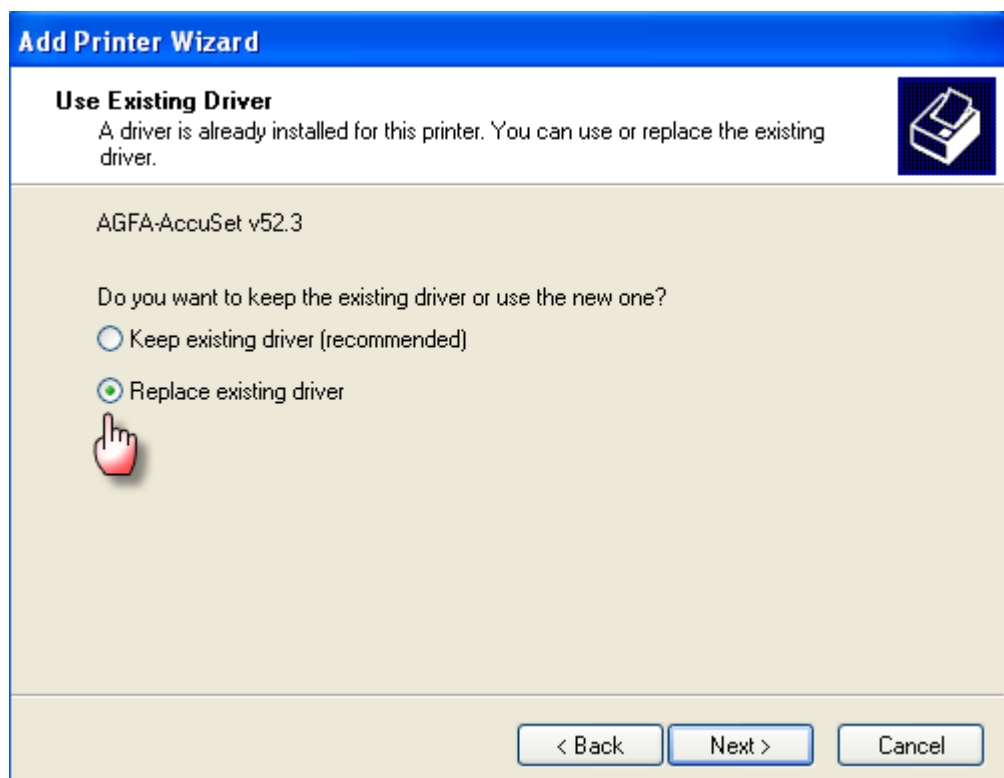 Add Printer Wizard
Use Existing Driver
A driver is already installed for this printer. You can use or replace the existing
driver.
AGFA-AccuSet v52.3
Do you want to keep the existing driver or use the new one?
Keep existing driver (recommended)
Replace existing driver
< Back Next > Cancel